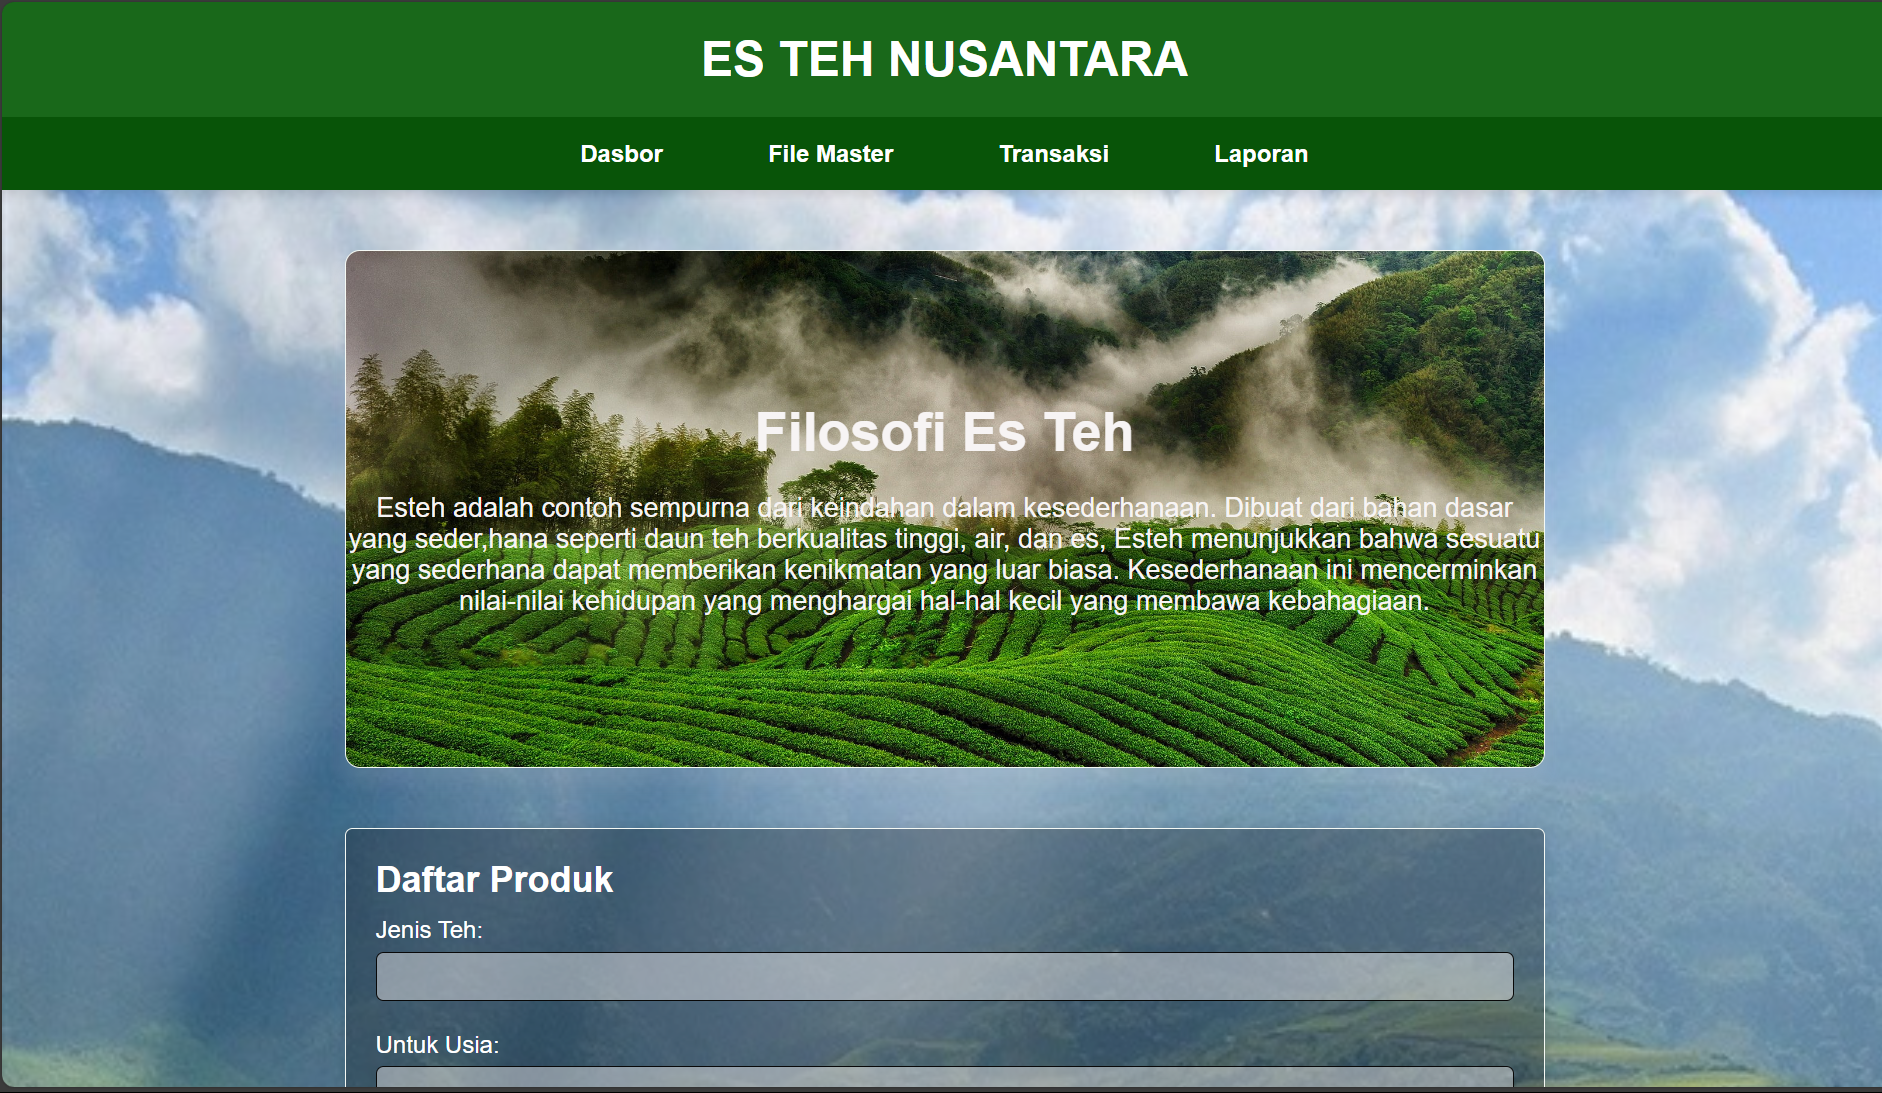 ES TEH NUSANTARA
Dasbor File Master Transaksi Laporan
Filosofi Es Teh
Esteh adalah contoh sempurna dari keindahan dalam kesederhanaan. Dibuat dari bahan dasar
yang seder,hana seperti daun teh berkualitas tinggi, air, dan es, Esteh menunjukkan bahwa sesuatu
yang sederhana dapat memberikan kenikmatan yang luar biasa. Kesederhanaan ini mencerminkan
nilai-nilai kehidupan yang menghargai hal-hal kecil yang membawa kebahagiaan.
Daftar Produk
Jenis Teh:
Untuk Usia: